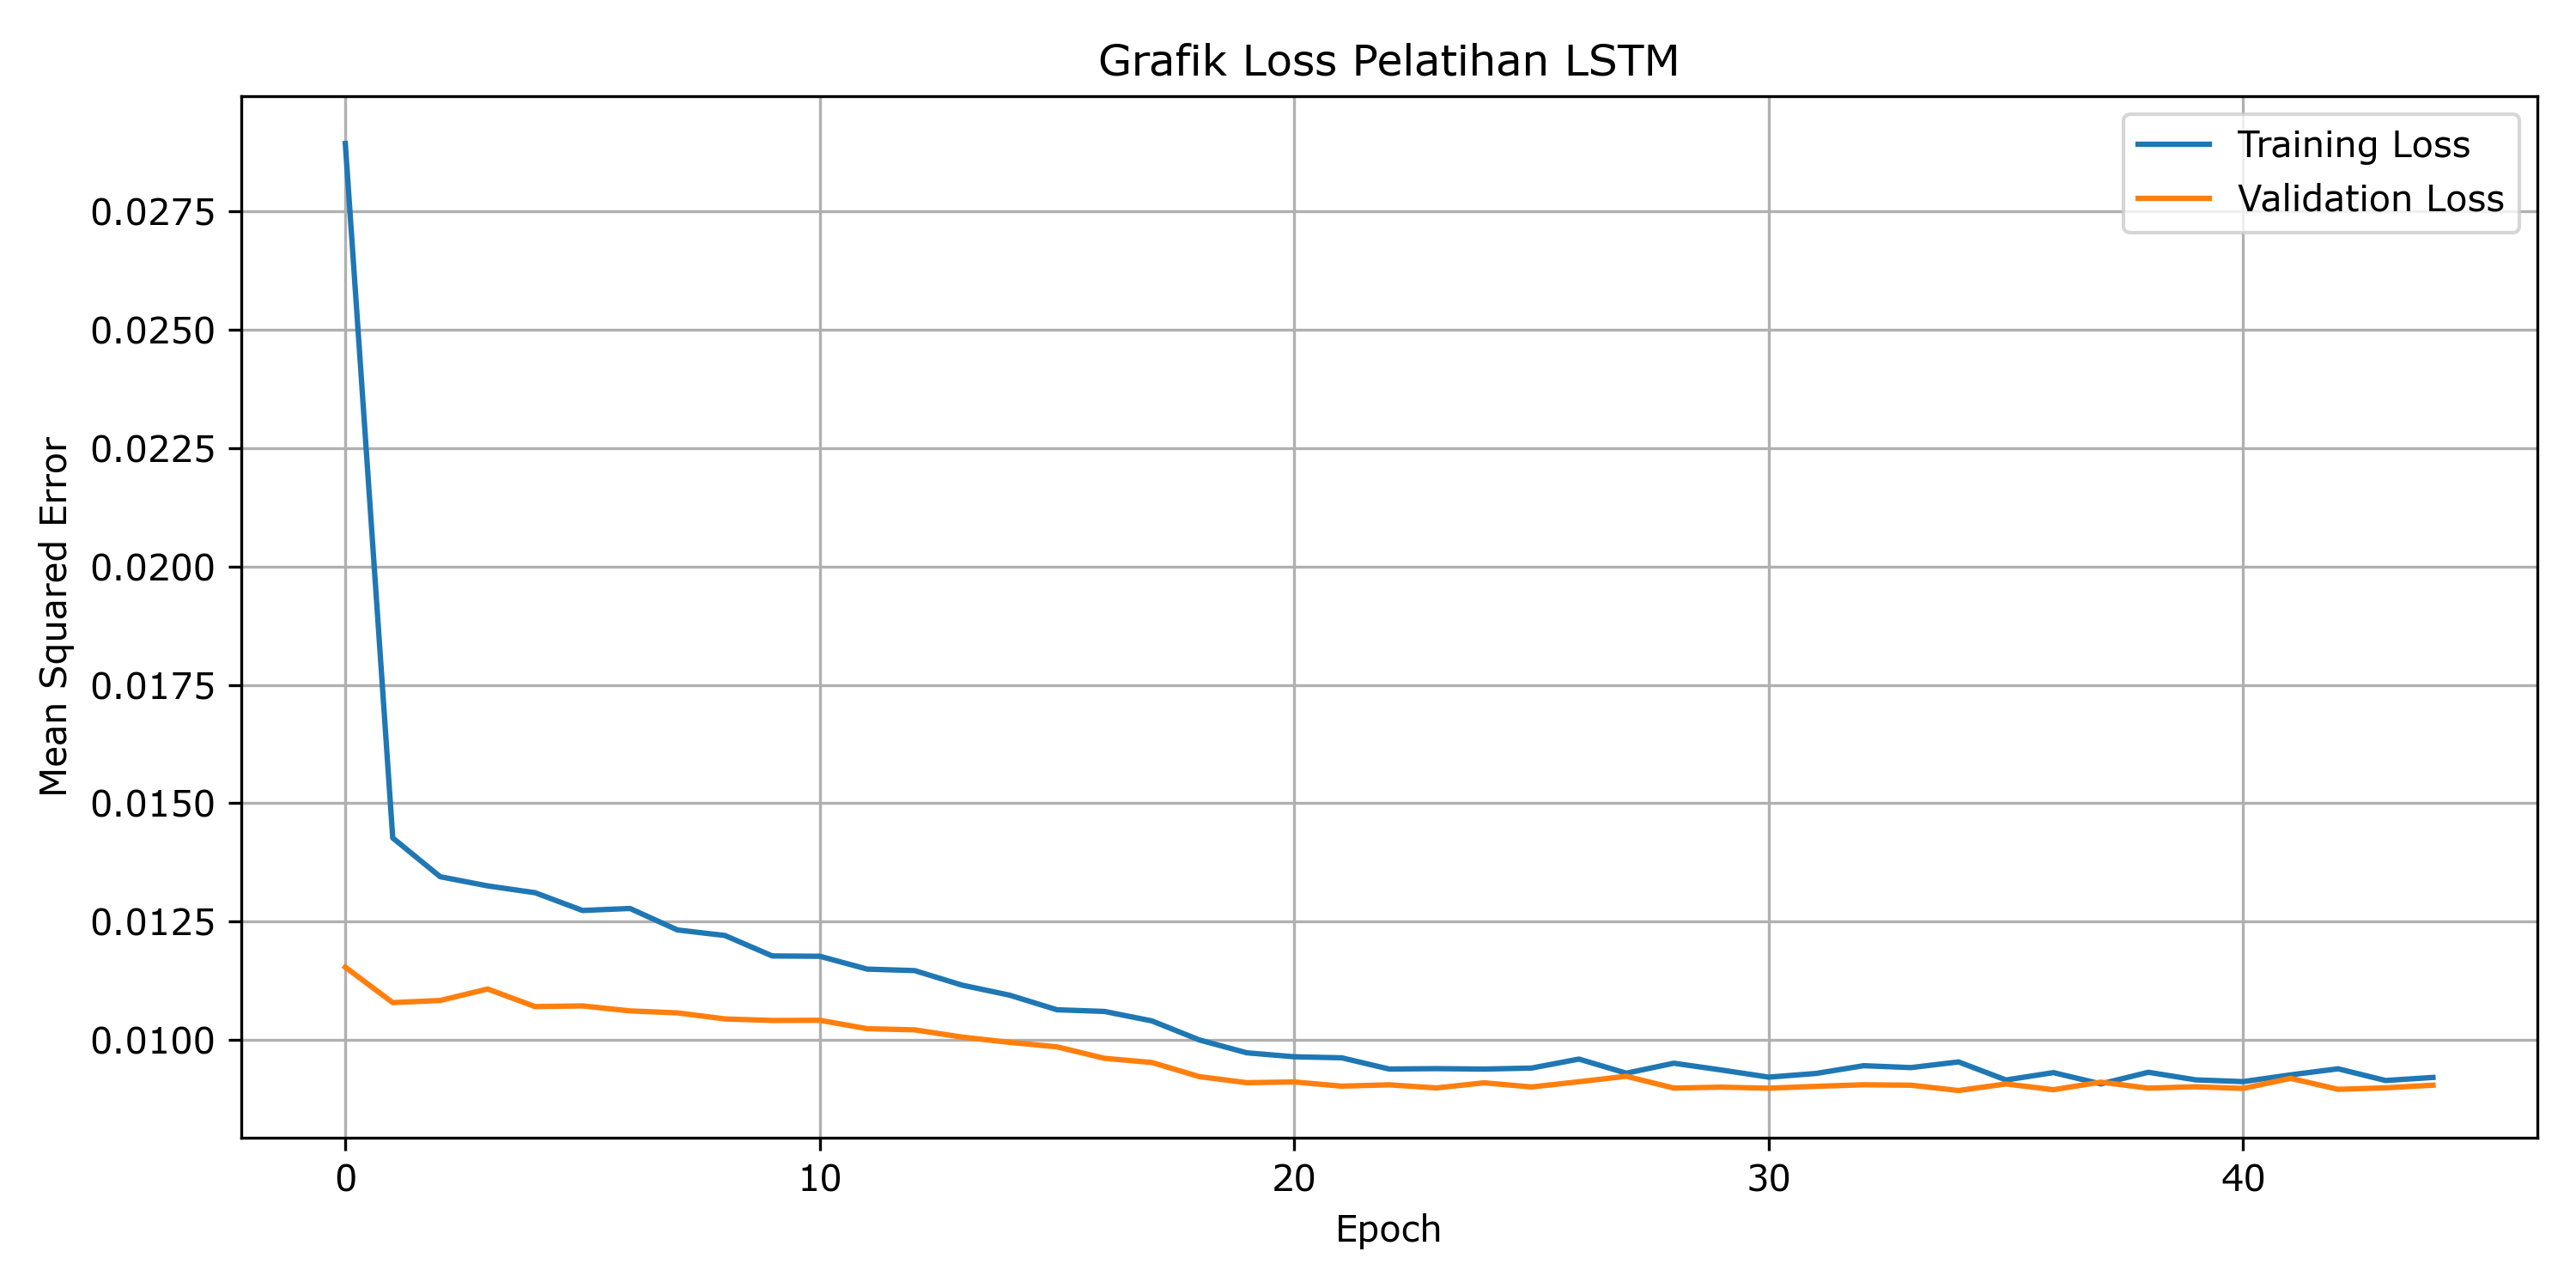 Grafik Loss Pelatihan LSTM
Training Loss
Validation Loss
Mean Squared Error
0.0275
0.0250
0.0225
0.0200
0.0175
0.0150
0.0125
0.0100
0 10 20 30 40
Epoch